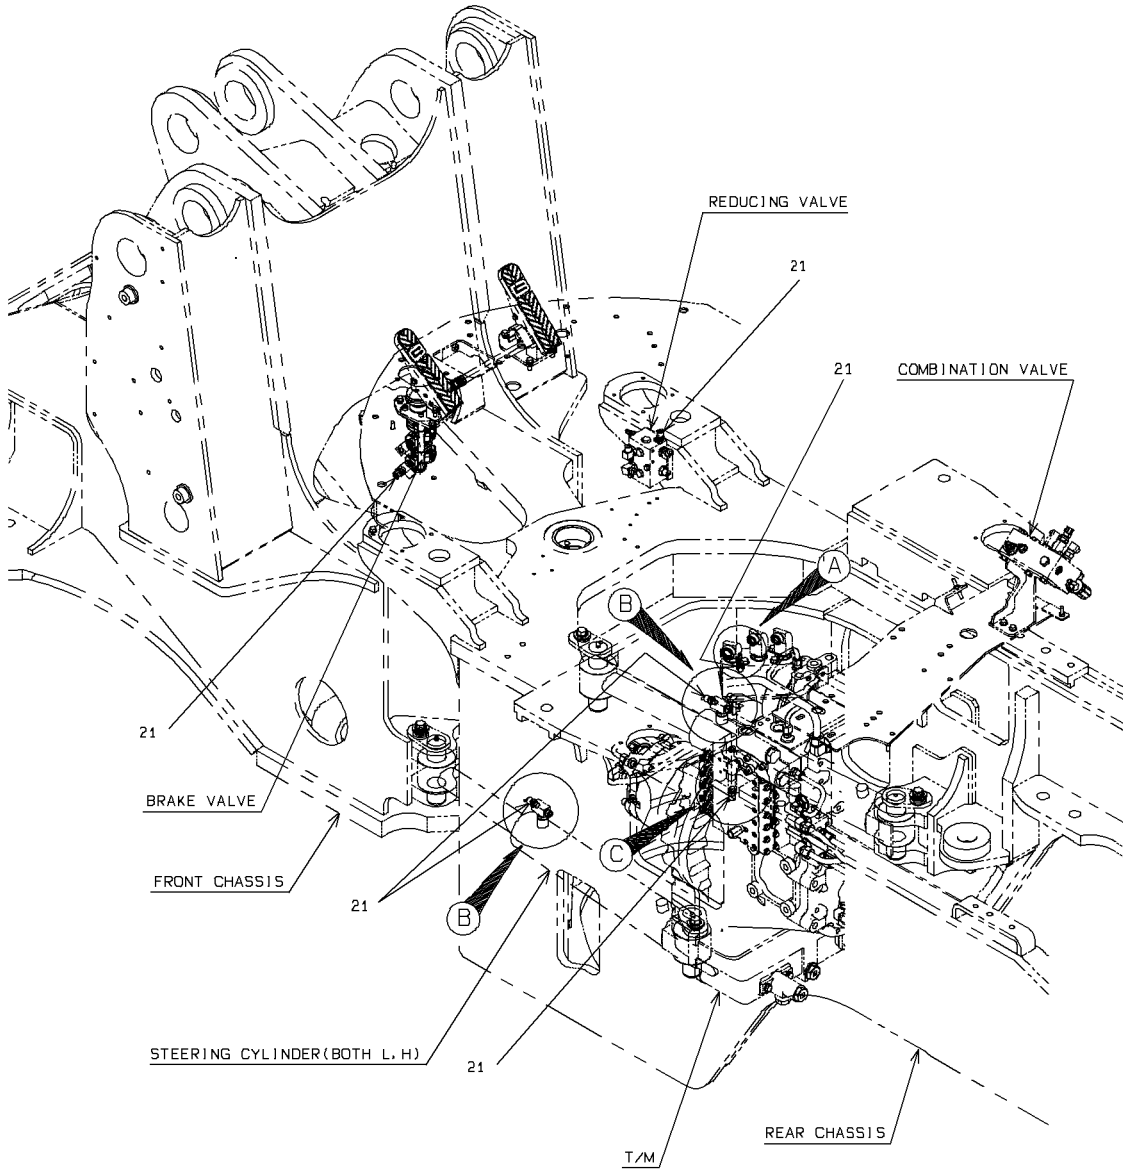 REDUCING VALVE
21
21
COMBINATION VALVE
A
B
21
BRAKE VALVE
C
FRONT CHASSIS
21
B
STEERING CYLINDER(BOTH L,H)
21
REAR CHASSIS
T/M